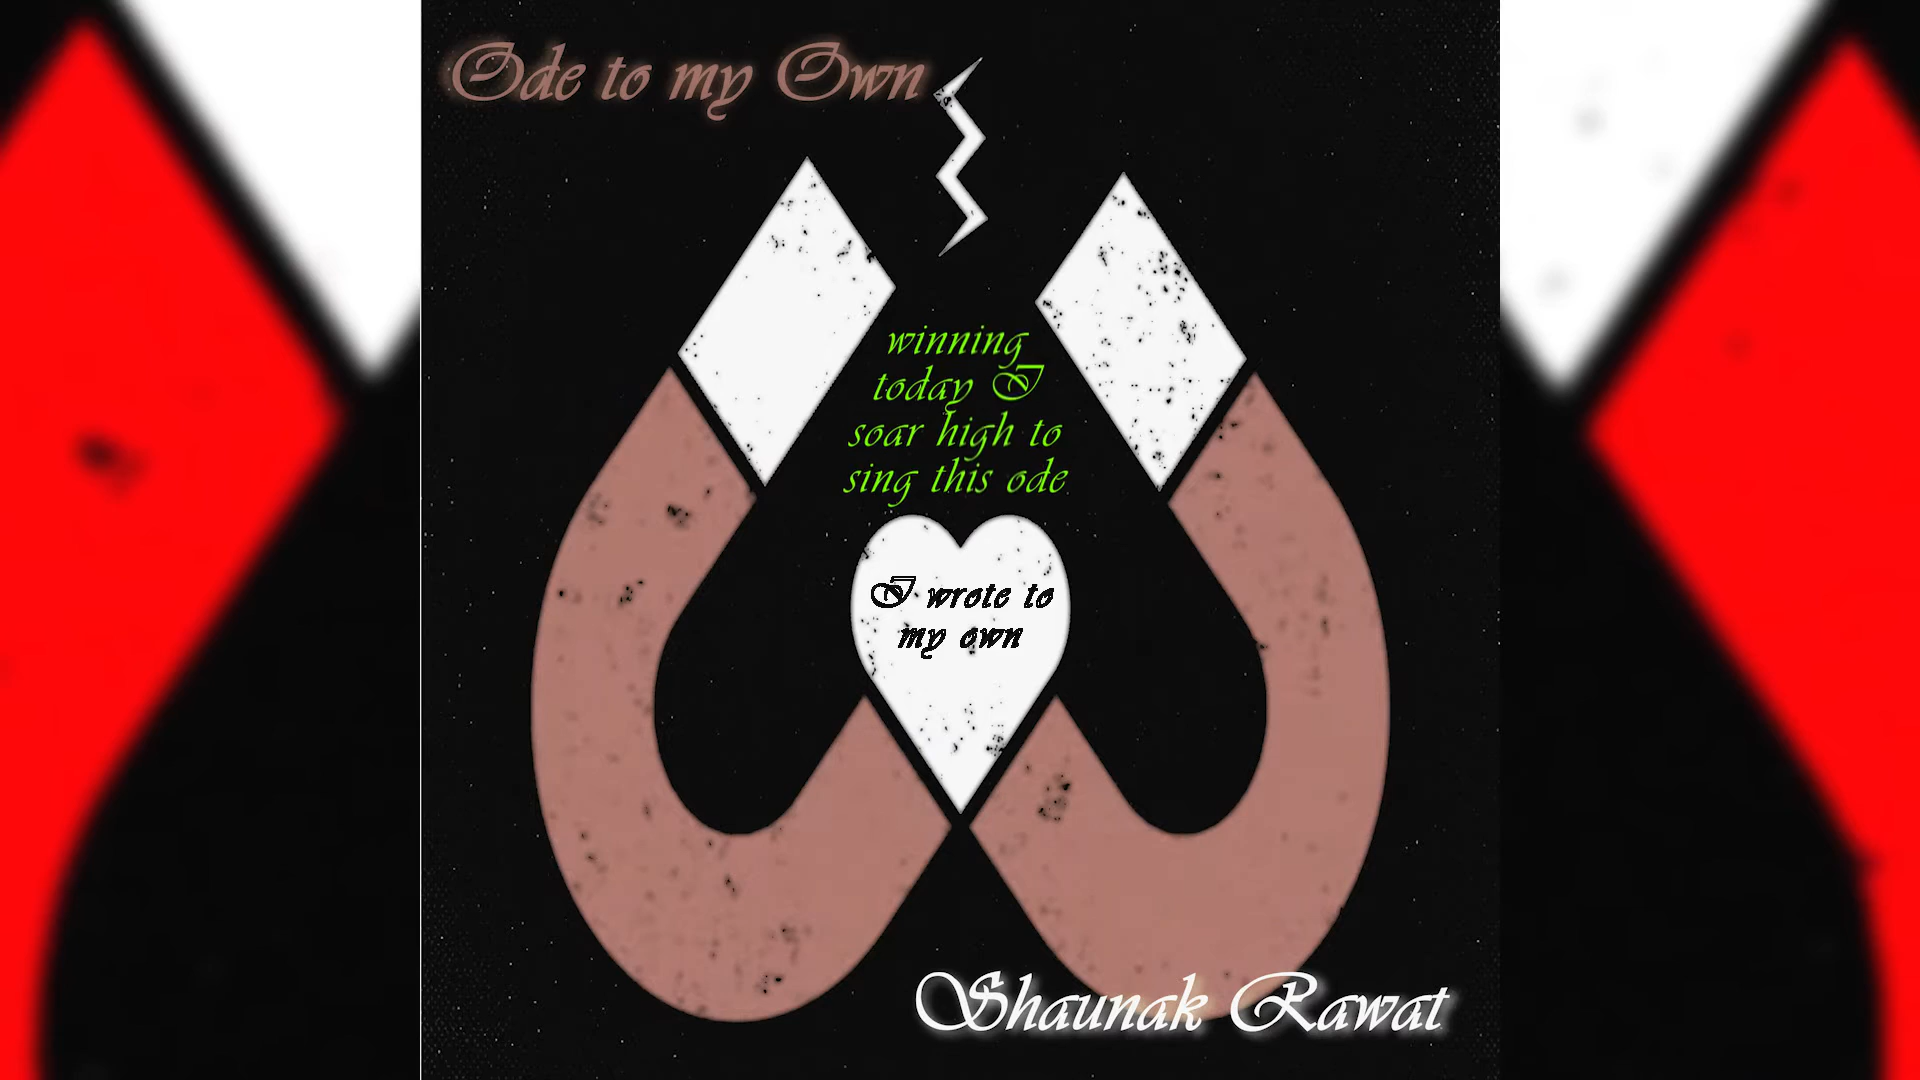 Ode to my Own
winning
today I
soar high to
sing this ode
I wrote to
my own
Shaunak Rawat